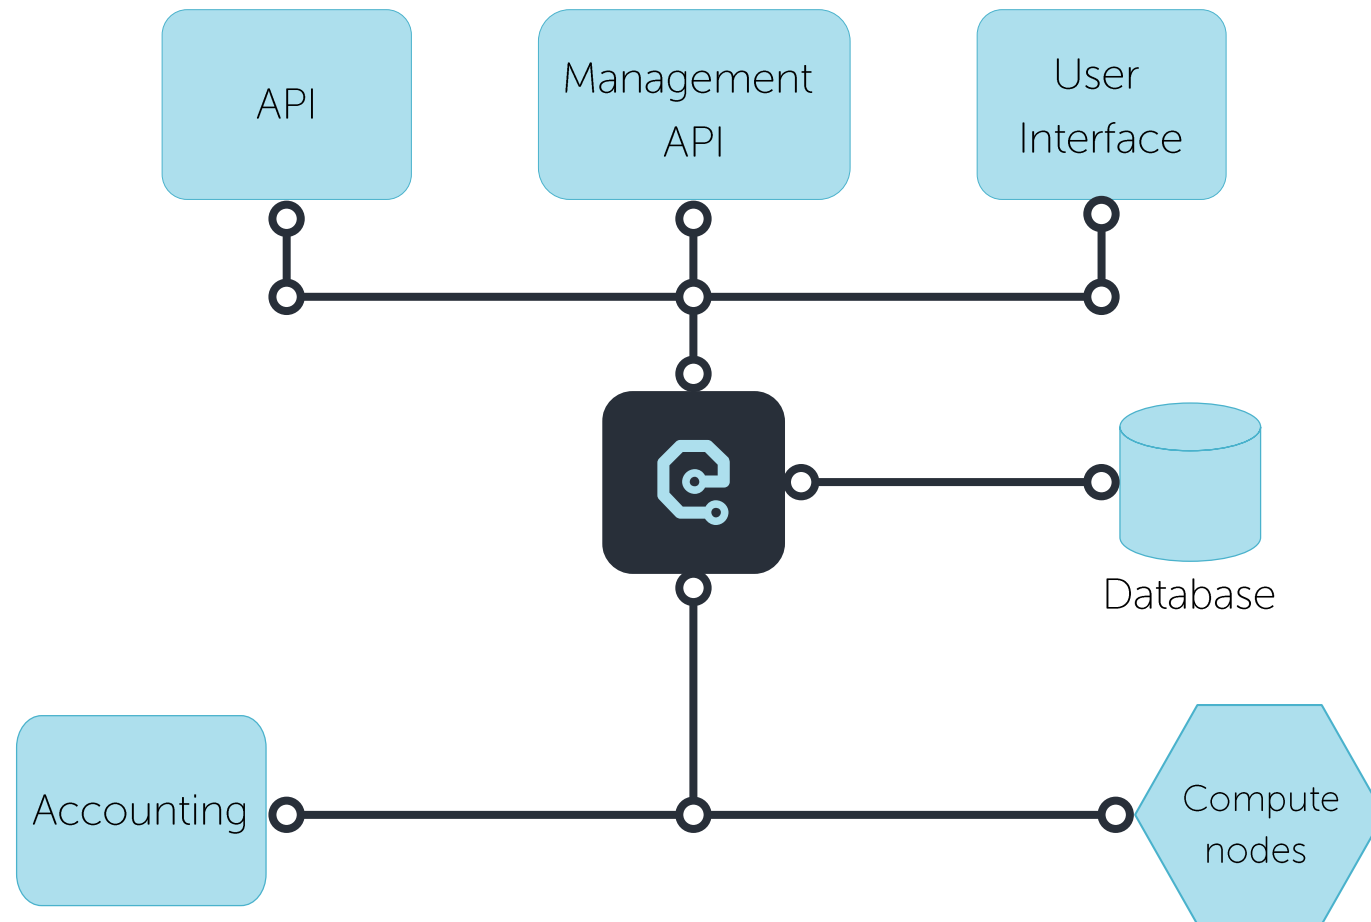 API
Management
API
User
Interface
Database
Accounting
Compute
nodes